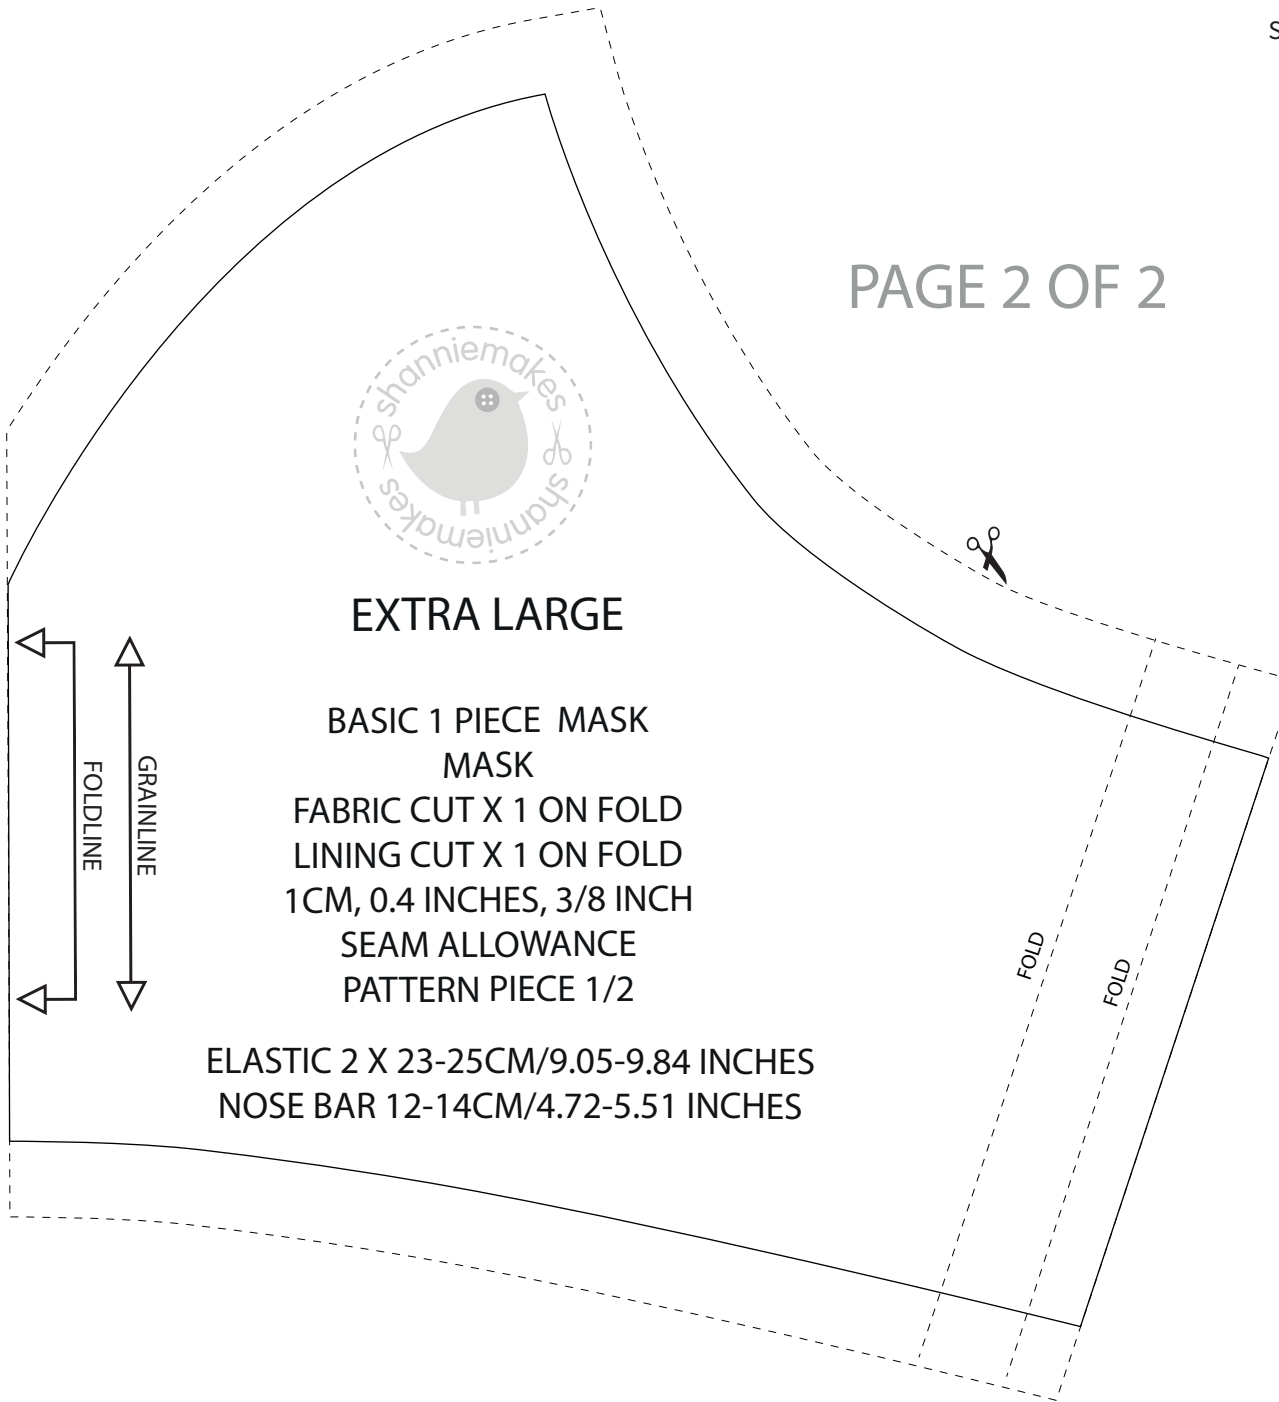 S
PAGE 2 OF 2
shanniemakes
shanniemakes
EXTRA LARGE
BASIC 1 PIECE MASK
MASK
FABRIC CUT X 1 ON FOLD
LINING CUT X 1 ON FOLD
1CM, 0.4 INCHES, 3/8 INCH
SEAM ALLOWANCE
PATTERN PIECE 1/2
ELASTIC 2 X 23-25CM/9.05-9.84 INCHES
NOSE BAR 12-14CM/4.72-5.51 INCHES
FOLDLINE
GRAINLINE
FOLD
FOLD